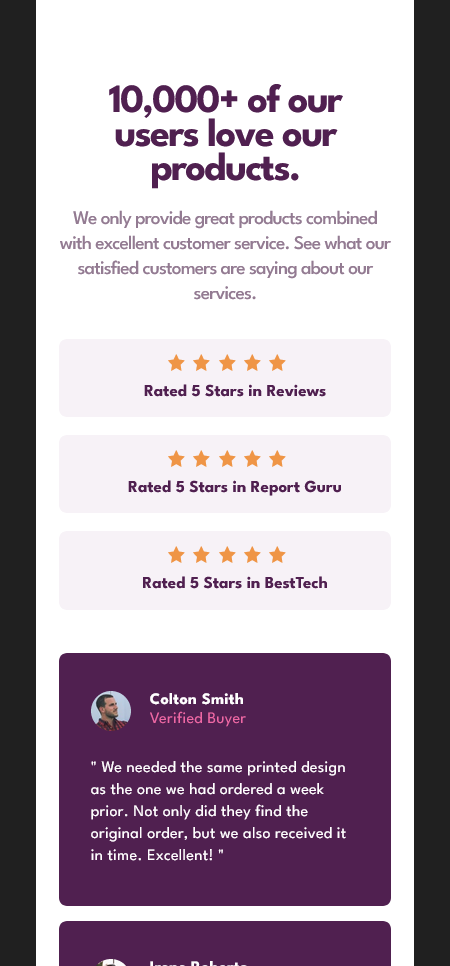 10,000+ of our
users love our
products.
We only provide great products combined
with excellent customer service. See what our
satisfied customers are saying about our
services.
Rated 5 Stars in Reviews
Rated 5 Stars in Report Guru
Rated 5 Stars in BestTech
Colton Smith
Verified Buyer
" We needed the same printed design
as the one we had ordered a week
prior. Not only did they find the
original order, but we also received it
in time. Excellent! "
Irene Roberts